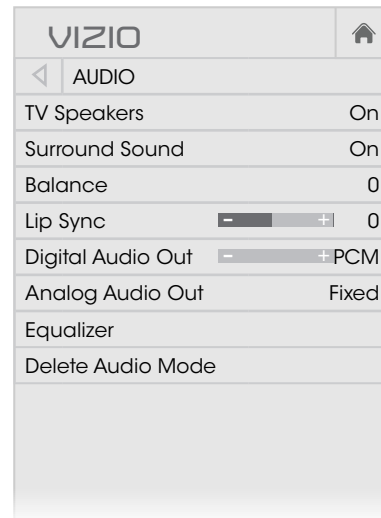 VIZIO
AUDIO
TV Speakers On
Surround Sound On
Balance 0
Lip Sync - + 0
Digital Audio Out - + PCM
Analog Audio Out Fixed
Equalizer
Delete Audio Mode